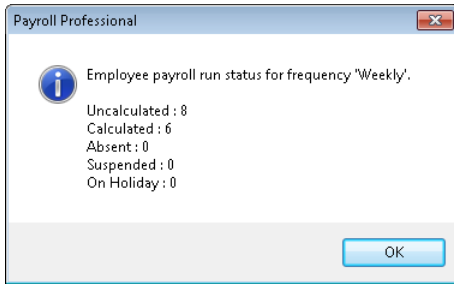 Payroll Professional
Employee payroll run status for frequency 'Weekly'.
Uncalculated : 8
Calculated : 6
Absent : 0
Suspended : 0
On Holiday : 0
OK